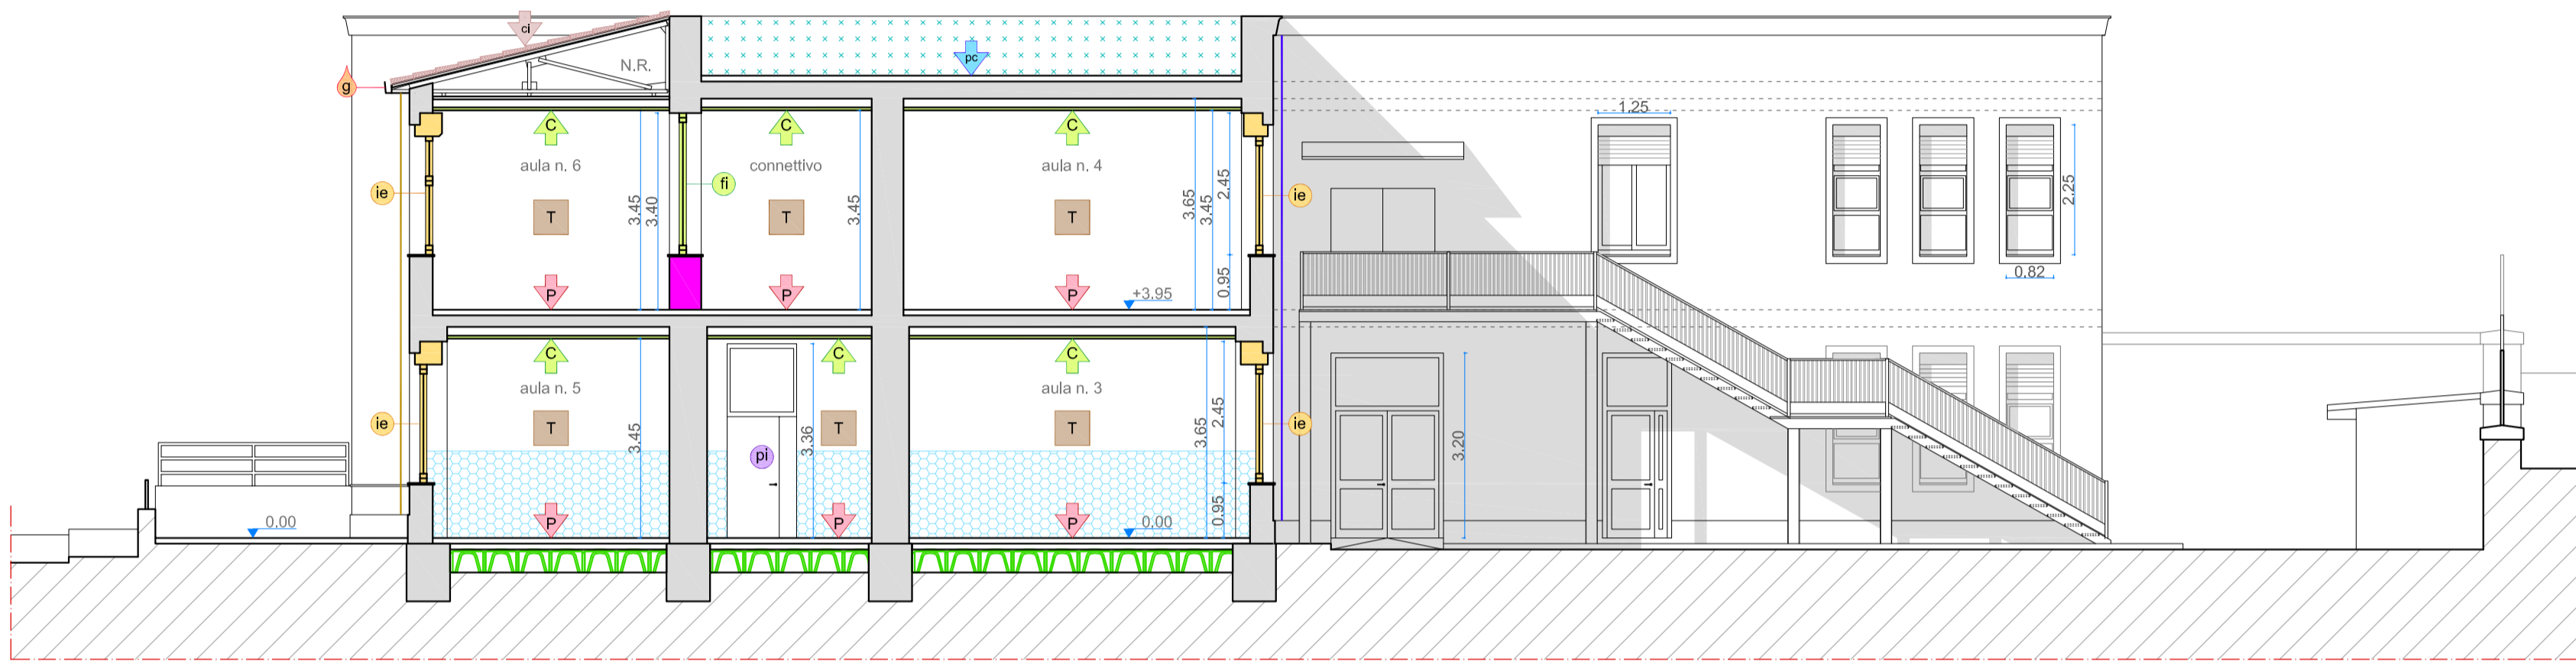 ci
N.R.
pc
g
1.25
C
C
C
aula n. 6
connettivo
aula n. 4
ie
fi
ie
T
T
T
3.45
3.40
3.45
3.65
3.45
2.45
2.25
P
P
P
+3.95
0.95
0.82
C
C
C
aula n. 5
aula n. 3
ie
T
T
T
ie
3.45
pi
3.36
3.65
2.45
3.20
P
P
P
0.00
0.00
0.95